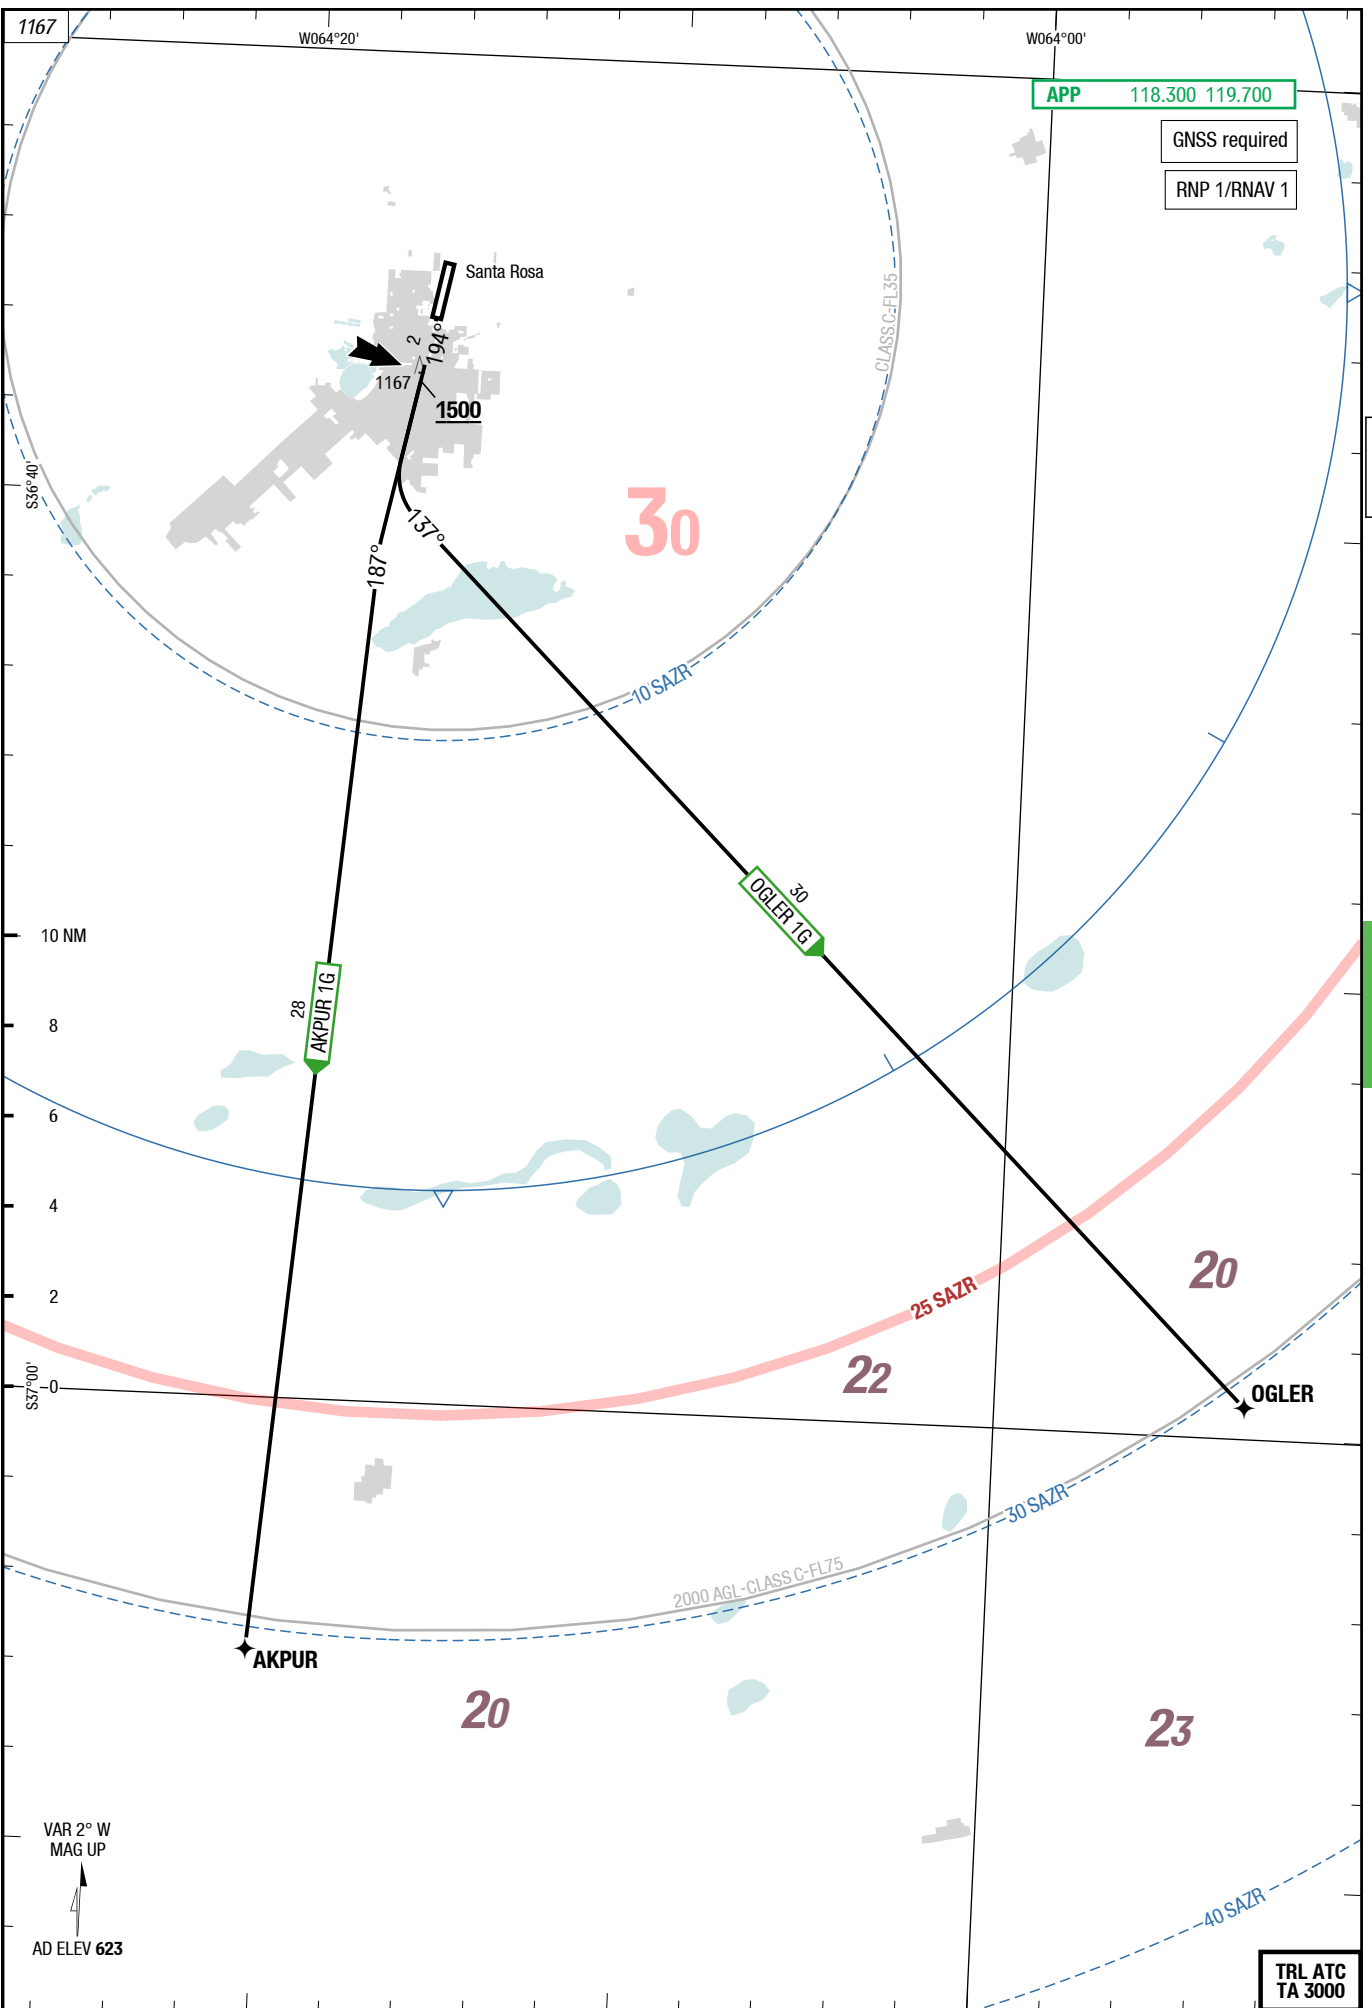 1167
W064°20'
W064°00'
APP 118.300 119.700
GNSS required
RNP 1/RNAV 1
Santa Rosa
CLASS C-FL35
2
194°
1167
1500
S36°40'
30
137°
187°
10 SAZR
30
OGLER 1G
10 NM
28
AKPUR 1G
8
6
4
20
2
25 SAZR
22
S37°00'
0
OGLER
30 SAZR
2000 AGL-CLASS C-FL75
AKPUR
20
23
VAR 2° W
MAG UP
40 SAZR
AD ELEV 623
TRL ATC
TA 3000